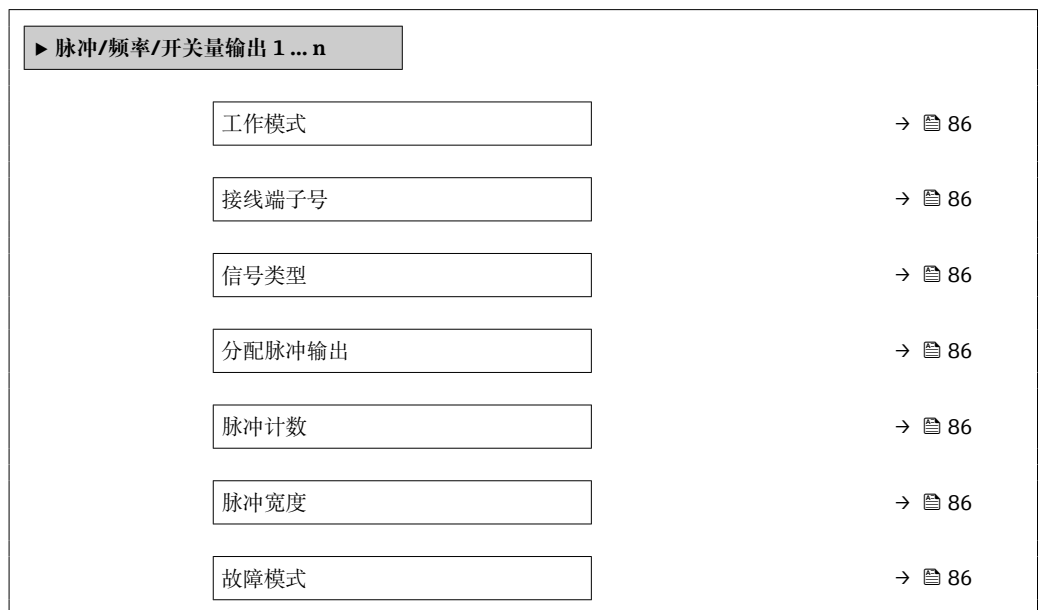 ▶ 脉冲/频率/开关量输出 1 … n
工作模式 → 🖹 86
接线端子号 → 🖹 86
信号类型 → 🖹 86
分配脉冲输出 → 🖹 86
脉冲计数 → 🖹 86
脉冲宽度 → 🖹 86
故障模式 → 🖹 86